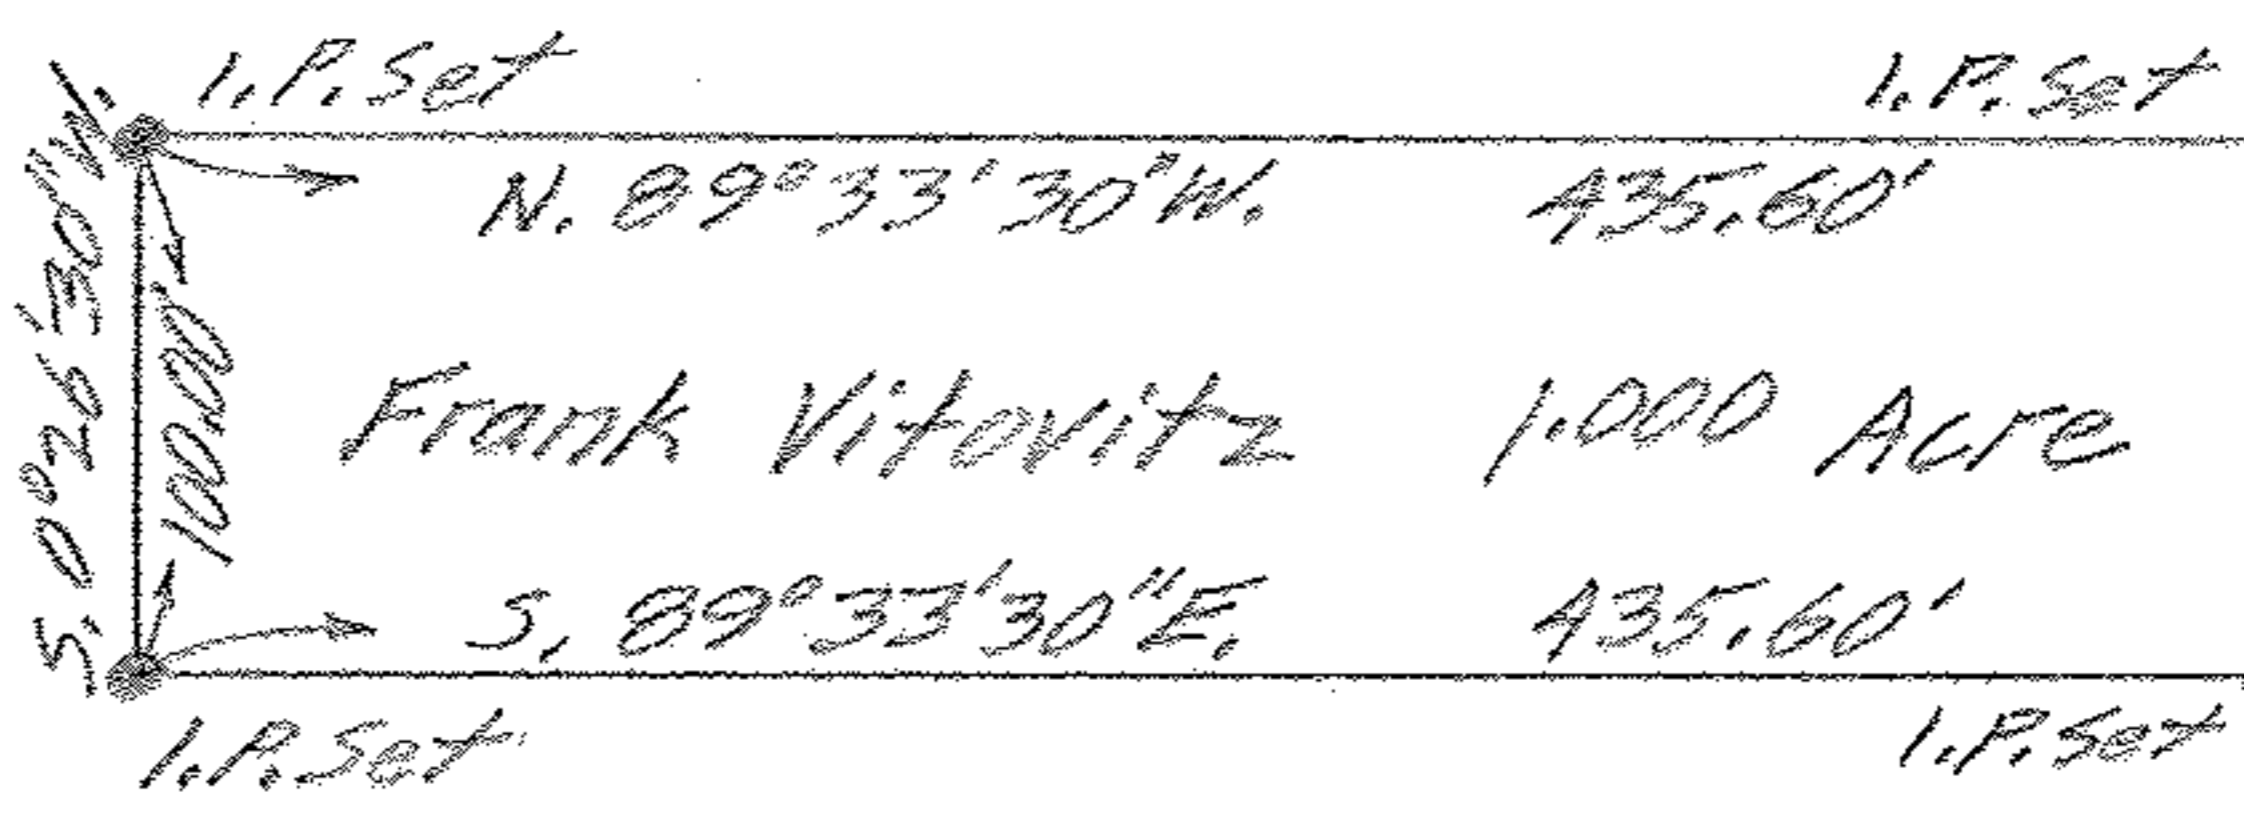 I.P. Set I.P. Set
N. 89°33'30"W. 435.60'
S. 0°26'30"W.
100.00'
Frank Vitovitz 1.000 Acre
S. 89°33'30"E. 435.60'
I.P. Set I.P. Set